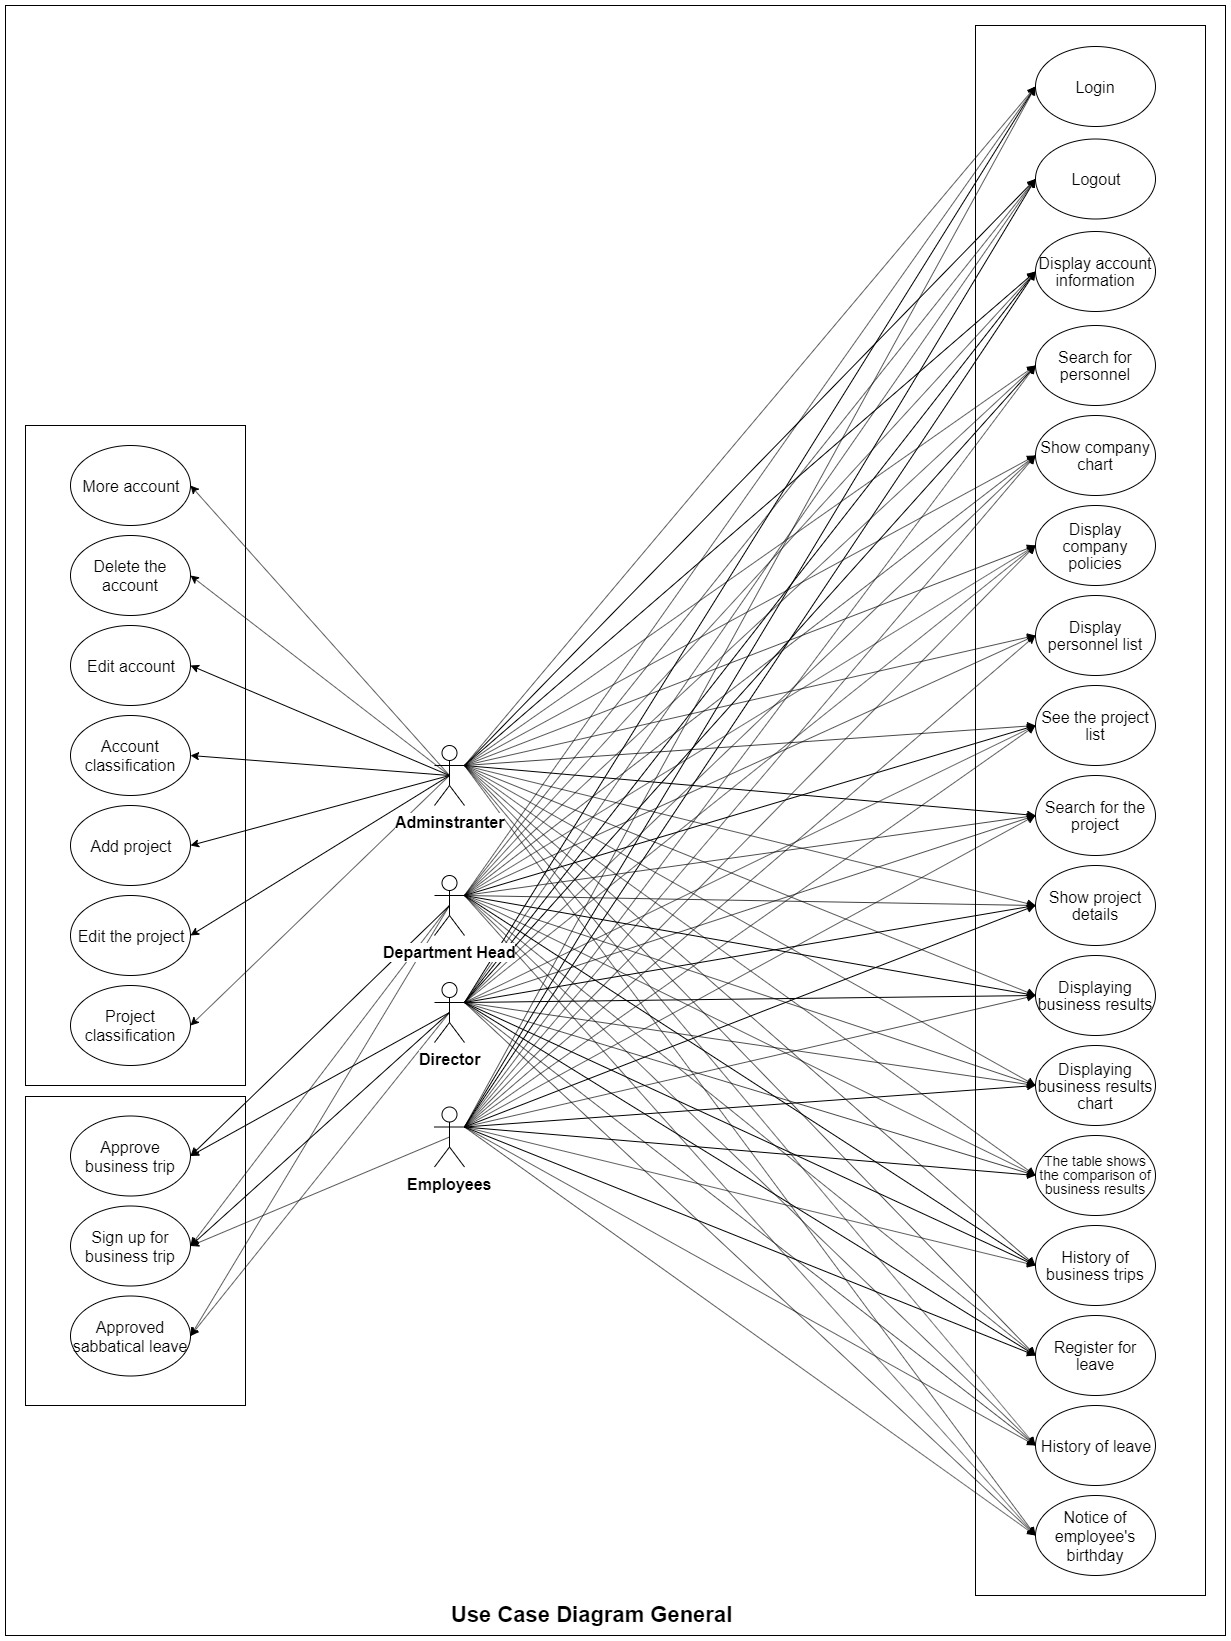 Login
Logout
Display account
information
Search for
personnel
Show company
chart
Display
company
policies
Display
personnel list
See the project
list
Search for the
project
Show project
details
Displaying
business results
Displaying
business results
chart
The table shows
the comparison of
business results
History of
business trips
Register for
leave
History of leave
Notice of
employee's
birthday
More account
Delete the
account
Edit account
Account
classification
Add project
Edit the project
Project
classification
Approve
business trip
Sign up for
business trip
Approved
sabbatical leave
Adminstranter
Department Head
Director
Employees
Use Case Diagram General